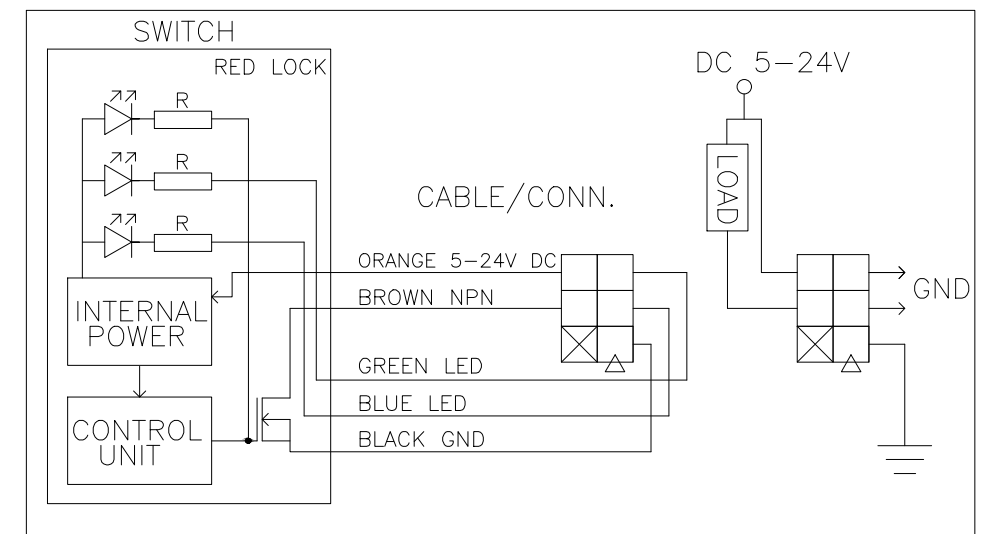 SWITCH
RED LOCK
R
R
R
INTERNAL
POWER
CONTROL
UNIT
CABLE/CONN.
ORANGE 5-24V DC
BROWN NPN
GREEN LED
BLUE LED
BLACK GND
DC 5-24V
LOAD
GND